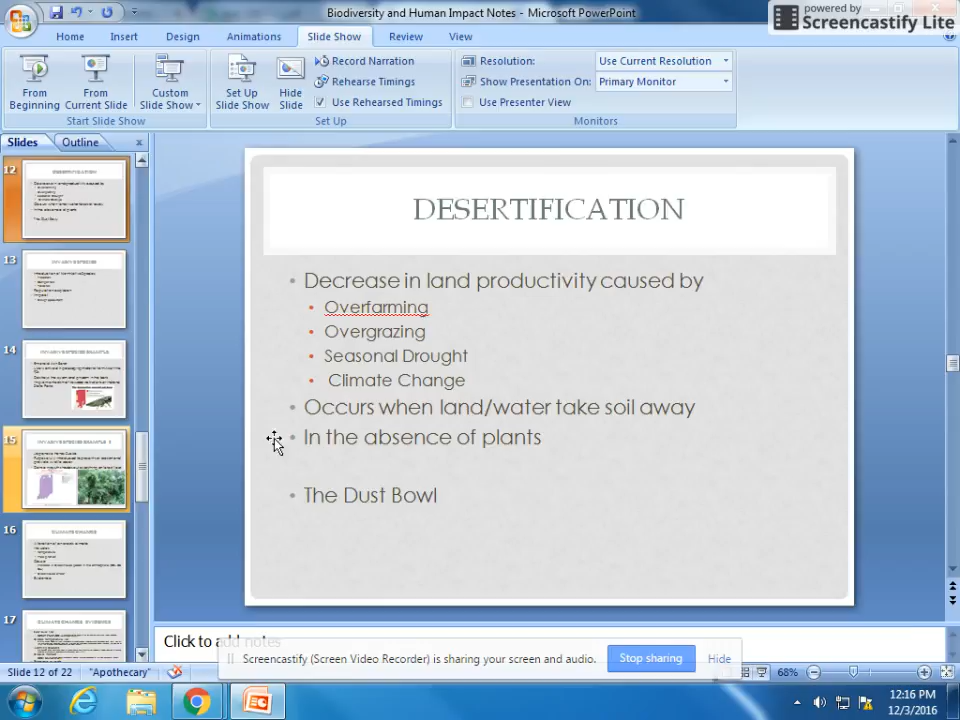 Biodiversity and Human Impact Notes - Microsoft PowerPoint
powered by
Screencastify Lite
Home Insert Design Animations Slide Show Review View
From Beginning
From Current Slide
Custom Slide Show
Start Slide Show
Set Up Slide Show
Hide Slide
Record Narration
Rehearse Timings
Use Rehearsed Timings
Set Up
Resolution: Use Current Resolution
Show Presentation On: Primary Monitor
Use Presenter View
Monitors
Slides Outline
12
DESERTIFICATION
13
14
15
16
17
DESERTIFICATION
• Decrease in land productivity caused by
• Overfarming
• Overgrazing
• Seasonal Drought
• Climate Change
• Occurs when land/water take soil away
• In the absence of plants
• The Dust Bowl
Click to add notes
Screencastify (Screen Video Recorder) is sharing your screen and audio. Stop sharing Hide
Slide 12 of 22 "Apothecary" 68%
12:16 PM
12/3/2016